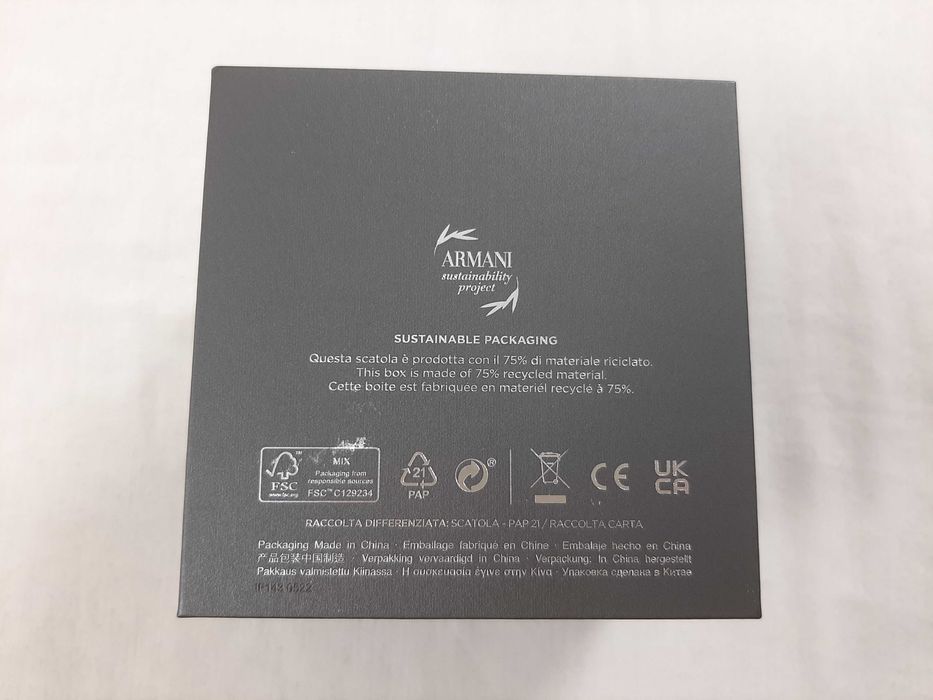 ARMANI
sustainability
project
SUSTAINABLE PACKAGING
Questa scatola è prodotta con il 75% di materiale riciclato.
This box is made of 75% recycled material.
Cette boite est fabriquée en materiél recyclé à 75%.
FSC™
www.fsc.org
MIX
Packaging from
responsible sources
FSC™ C129234
21
PAP
®
CE
UK
CA
RACCOLTA DIFFERENZIATA: SCATOLA - PAP 21 / RACCOLTA CARTA
Packaging Made in China · Emballage fabriqué en Chine · Embalaje hecho en China
产品包装中国制造 · Verpakking vervaardigd in China · Verpackung: In China hergestellt
Pakkaus valmistettu Kiinassa · Η συσκευασία έγινε στην Κίνα · Упаковка сделана в Китае
IP143 0522